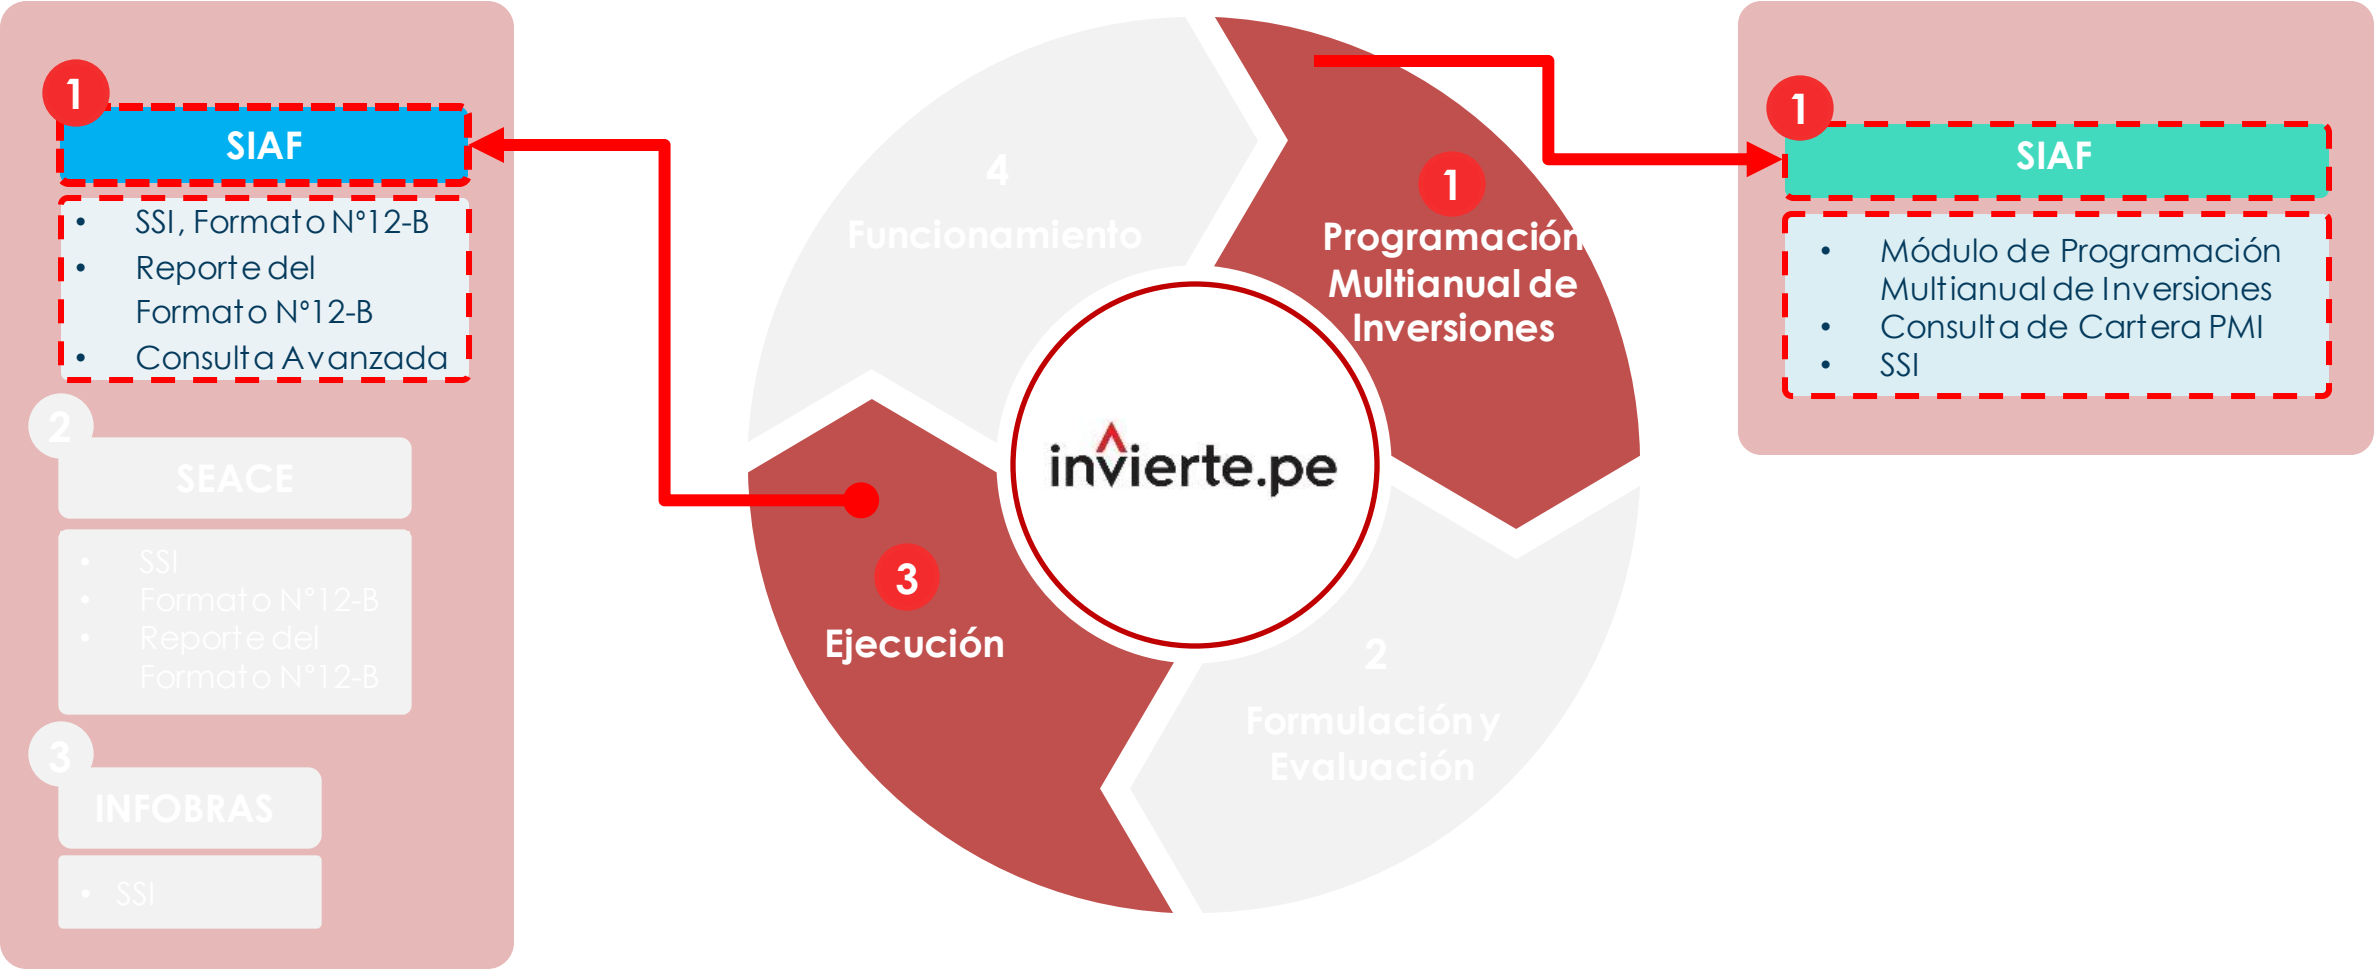 1
SIAF
• SSI, Formato N°12-B
• Reporte del
Formato N°12-B
• Consulta Avanzada
2
SEACE
• SSI
• Formato N°12-B
• Reporte del
Formato N°12-B
3
INFOBRAS
• SSI
4
Funcionamiento
1
Programación
Multianual de
Inversiones
invierte.pe
3
Ejecución
2
Formulación y
Evaluación
1
SIAF
• Módulo de Programación
Multianual de Inversiones
• Consulta de Cartera PMI
• SSI